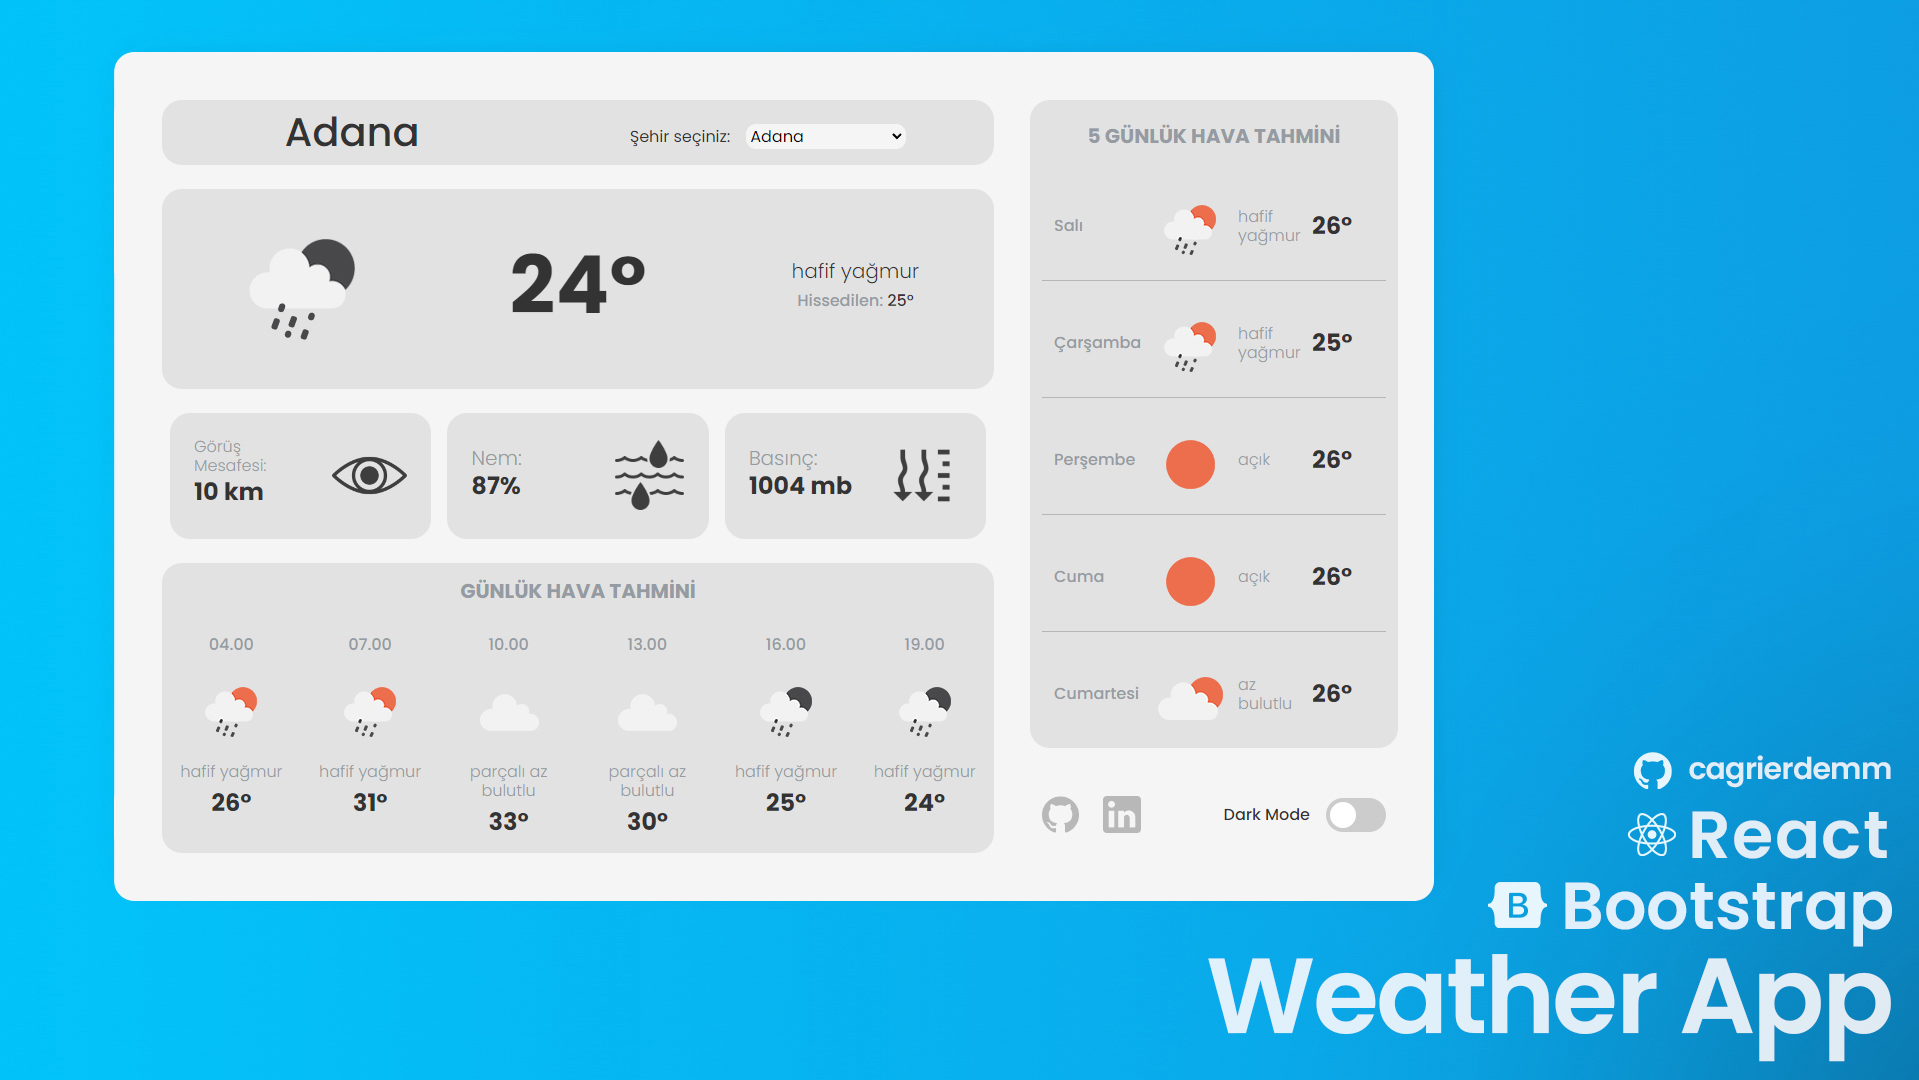 Adana
Şehir seçiniz: Adana
24°
hafif yağmur
Hissedilen: 25°
Görüş
Mesafesi:
10 km
Nem:
87%
Basınç:
1004 mb
GÜNLÜK HAVA TAHMİNİ
04.00 07.00 10.00 13.00 16.00 19.00
hafif yağmur
26°
hafif yağmur
31°
parçalı az
bulutlu
33°
parçalı az
bulutlu
30°
hafif yağmur
25°
hafif yağmur
24°
5 GÜNLÜK HAVA TAHMİNİ
Salı
hafif
yağmur
26°
Çarşamba
hafif
yağmur
25°
Perşembe açık 26°
Cuma açık 26°
Cumartesi
az
bulutlu
26°
in
Dark Mode
cagrierdemm
React
B Bootstrap
Weather App